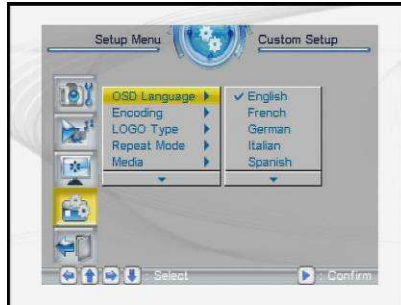 Setup Menu
Custom Setup
OSD Language
Encoding
LOGO Type
Repeat Mode
Media
✓ English
French
German
Italian
Spanish
: Select
: Confirm